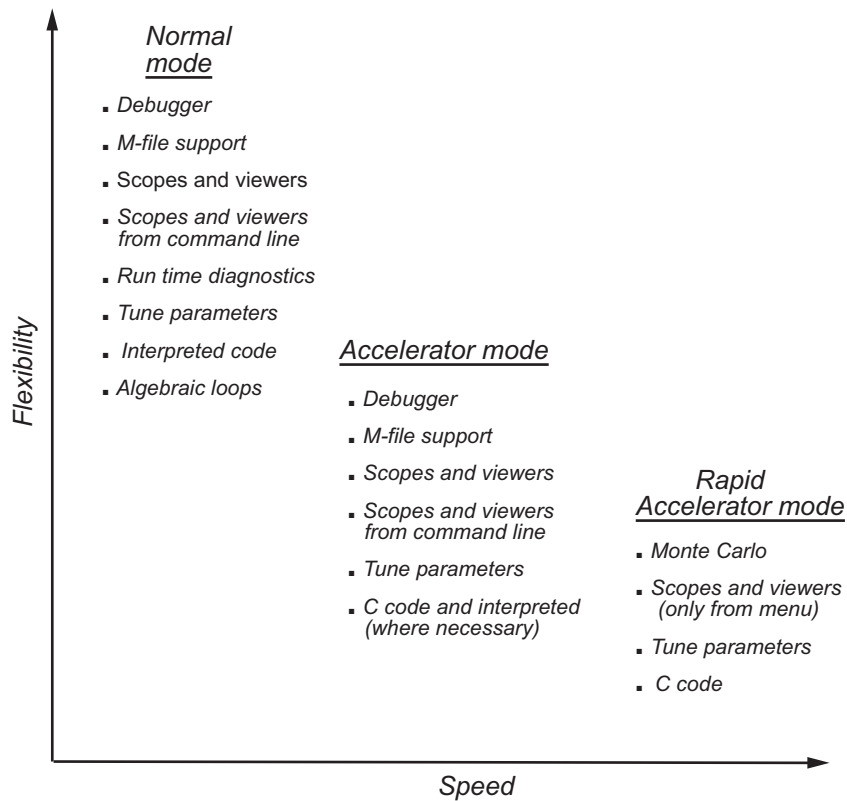 Normal
mode
▪ Debugger
▪ M-file support
▪ Scopes and viewers
▪ Scopes and viewers
from command line
▪ Run time diagnostics
▪ Tune parameters
▪ Interpreted code
▪ Algebraic loops
Accelerator mode
▪ Debugger
▪ M-file support
▪ Scopes and viewers
▪ Scopes and viewers
from command line
▪ Tune parameters
▪ C code and interpreted
(where necessary)
Rapid
Accelerator mode
▪ Monte Carlo
▪ Scopes and viewers
(only from menu)
▪ Tune parameters
▪ C code
Flexibility
Speed